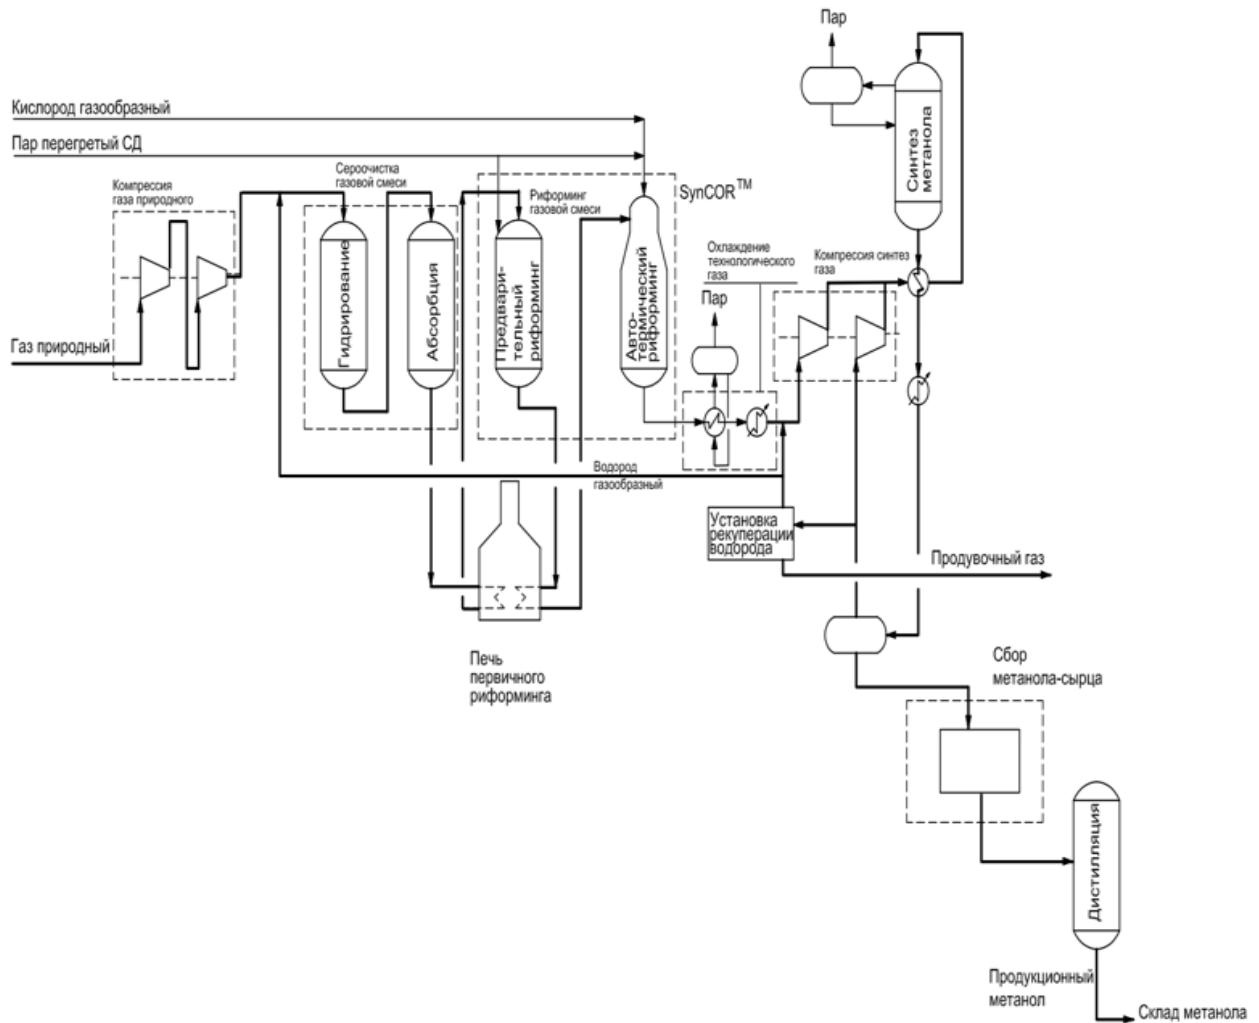 Пар
Кислород газообразный
Пар перегретый СД
Компрессия
газа природного
Сероочистка
газовой смеси
Риформинг
газовой смеси
SynCOR™
Синтез
метанола
Охлаждение
технологического
газа
Компрессия синтез
газа
Пар
Газ природный
Гидрирование
Абсорбция
Предвари-
тельный
риформинг
Авто-
термический
риформинг
Водород
газообразный
Установка
рекуперации
водорода
Продувочный газ
Печь
первичного
риформинга
Сбор
метанола-сырца
Дистилляция
Продукционный
метанол
Склад метанола